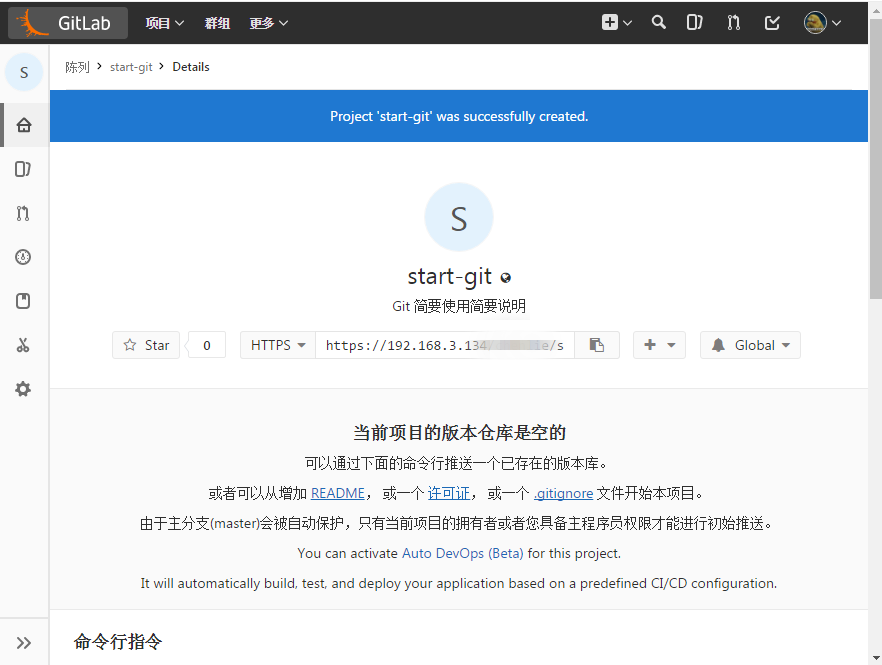 GitLab 项目 群组 更多
S 陈列 > start-git > Details
Project 'start-git' was successfully created.
S
start-git
Git 简要使用简要说明
Star 0 HTTPS https://192.168.3.134 e/s Global
当前项目的版本仓库是空的
可以通过下面的命令行推送一个已存在的版本库。
或者可以从增加 README， 或一个 许可证， 或一个 .gitignore 文件开始本项目。
由于主分支(master)会被自动保护，只有当前项目的拥有者或者您具备主程序员权限才能进行初始推送。
You can activate Auto DevOps (Beta) for this project.
It will automatically build, test, and deploy your application based on a predefined CI/CD configuration.
命令行指令